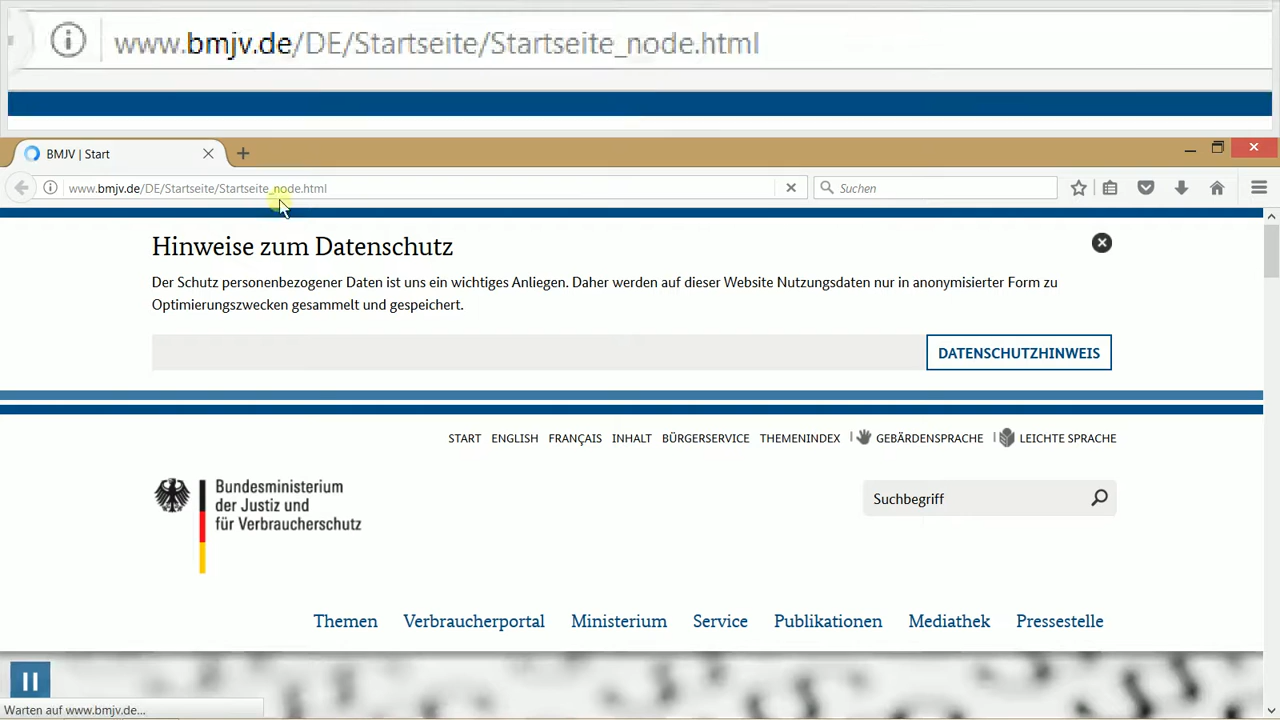 www.bmjv.de/DE/Startseite/Startseite_node.html
BMJV | Start
www.bmjv.de/DE/Startseite/Startseite_node.html
Suchen
Hinweise zum Datenschutz
Der Schutz personenbezogener Daten ist uns ein wichtiges Anliegen. Daher werden auf dieser Website Nutzungsdaten nur in anonymisierter Form zu
Optimierungszwecken gesammelt und gespeichert.
DATENSCHUTZHINWEIS
START ENGLISH FRANÇAIS INHALT BÜRGERSERVICE THEMENINDEX GEBÄRDENSPRACHE LEICHTE SPRACHE
Bundesministerium
der Justiz und
für Verbraucherschutz
Suchbegriff
Themen Verbraucherportal Ministerium Service Publikationen Mediathek Pressestelle
Warten auf www.bmjv.de...